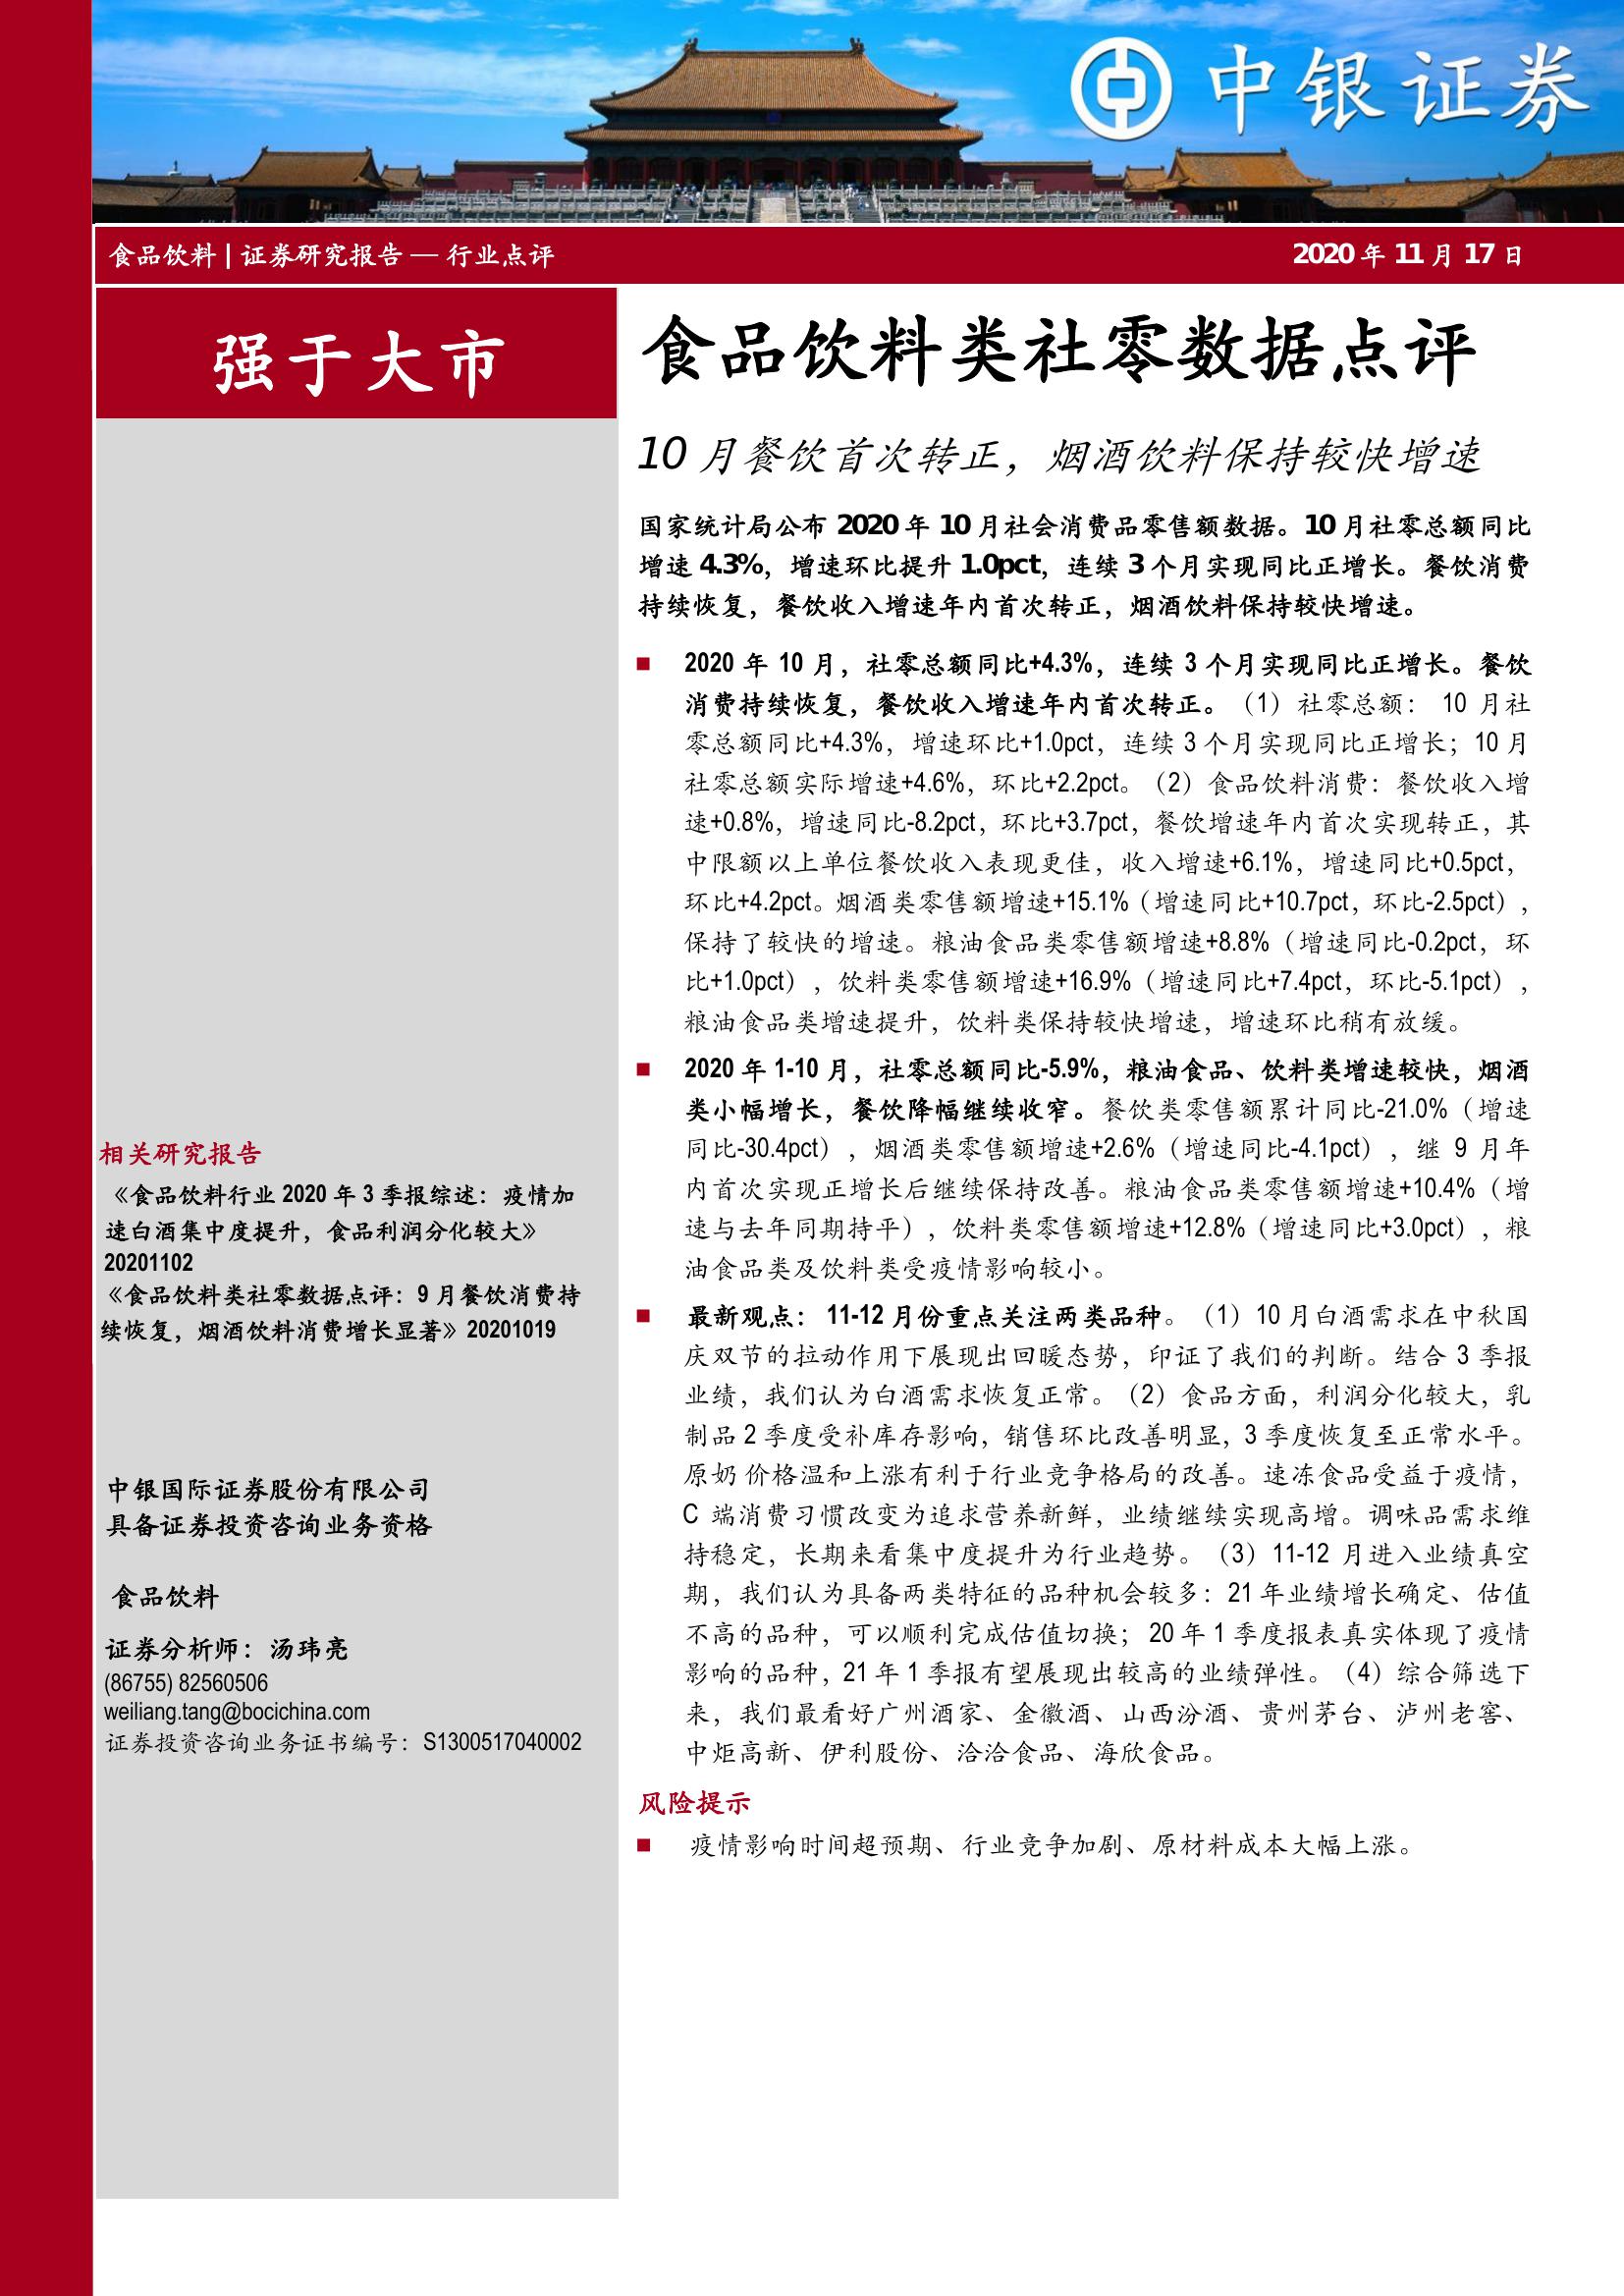 中银证券
食品饮料 | 证券研究报告 — 行业点评
2020 年 11 月 17 日
强于大市
食品饮料类社零数据点评
10 月餐饮首次转正，烟酒饮料保持较快增速
国家统计局公布 2020 年 10 月社会消费品零售额数据。10 月社零总额同比
增速 4.3%，增速环比提升 1.0pct，连续 3 个月实现同比正增长。餐饮消费
持续恢复，餐饮收入增速年内首次转正，烟酒饮料保持较快增速。
■ 2020 年 10 月，社零总额同比+4.3%，连续 3 个月实现同比正增长。餐饮
消费持续恢复，餐饮收入增速年内首次转正。（1）社零总额： 10 月社
零总额同比+4.3%，增速环比+1.0pct，连续 3 个月实现同比正增长；10 月
社零总额实际增速+4.6%，环比+2.2pct。（2）食品饮料消费：餐饮收入增
速+0.8%，增速同比-8.2pct，环比+3.7pct，餐饮增速年内首次实现转正，其
中限额以上单位餐饮收入表现更佳，收入增速+6.1%，增速同比+0.5pct，
环比+4.2pct。烟酒类零售额增速+15.1%（增速同比+10.7pct，环比-2.5pct），
保持了较快的增速。粮油食品类零售额增速+8.8%（增速同比-0.2pct，环
比+1.0pct），饮料类零售额增速+16.9%（增速同比+7.4pct，环比-5.1pct），
粮油食品类增速提升，饮料类保持较快增速，增速环比稍有放缓。
■ 2020 年 1-10 月，社零总额同比-5.9%，粮油食品、饮料类增速较快，烟酒
类小幅增长，餐饮降幅继续收窄。餐饮类零售额累计同比-21.0%（增速
同比-30.4pct），烟酒类零售额增速+2.6%（增速同比-4.1pct），继 9 月年
内首次实现正增长后继续保持改善。粮油食品类零售额增速+10.4%（增
速与去年同期持平），饮料类零售额增速+12.8%（增速同比+3.0pct），粮
油食品类及饮料类受疫情影响较小。
■ 最新观点： 11-12 月份重点关注两类品种。（1）10 月白酒需求在中秋国
庆双节的拉动作用下展现出回暖态势，印证了我们的判断。结合 3 季报
业绩，我们认为白酒需求恢复正常。（2）食品方面，利润分化较大，乳
制品 2 季度受补库存影响，销售环比改善明显，3 季度恢复至正常水平。
原奶价格温和上涨有利于行业竞争格局的改善。速冻食品受益于疫情，
C 端消费习惯改变为追求营养新鲜，业绩继续实现高增。调味品需求维
持稳定，长期来看集中度提升为行业趋势。（3）11-12 月进入业绩真空
期，我们认为具备两类特征的品种机会较多：21 年业绩增长确定、估值
不高的品种，可以顺利完成估值切换；20 年 1 季度报表真实体现了疫情
影响的品种，21 年 1 季报有望展现出较高的业绩弹性。（4）综合筛选下
来，我们最看好广州酒家、金徽酒、山西汾酒、贵州茅台、泸州老窖、
中炬高新、伊利股份、洽洽食品、海欣食品。
风险提示
■ 疫情影响时间超预期、行业竞争加剧、原材料成本大幅上涨。
相关研究报告
《食品饮料行业 2020 年 3 季报综述：疫情加
速白酒集中度提升，食品利润分化较大》
20201102
《食品饮料类社零数据点评：9 月餐饮消费持
续恢复，烟酒饮料消费增长显著》20201019
中银国际证券股份有限公司
具备证券投资咨询业务资格
食品饮料
证券分析师：汤玮亮
(86755) 82560506
weiliang.tang@bocichina.com
证券投资咨询业务证书编号：S1300517040002